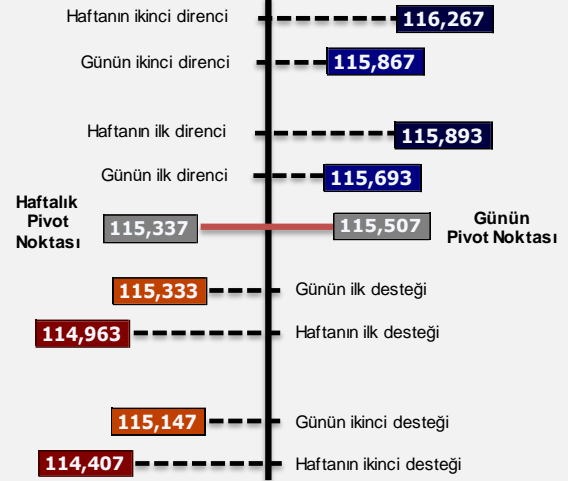 Haftanın ikinci direnci
116,267
Günün ikinci direnci
115,867
Haftanın ilk direnci
115,893
Günün ilk direnci
115,693
Haftalık
Pivot
Noktası
115,337
115,507
Günün
Pivot Noktası
115,333
Günün ilk desteği
114,963
Haftanın ilk desteği
115,147
Günün ikinci desteği
114,407
Haftanın ikinci desteği